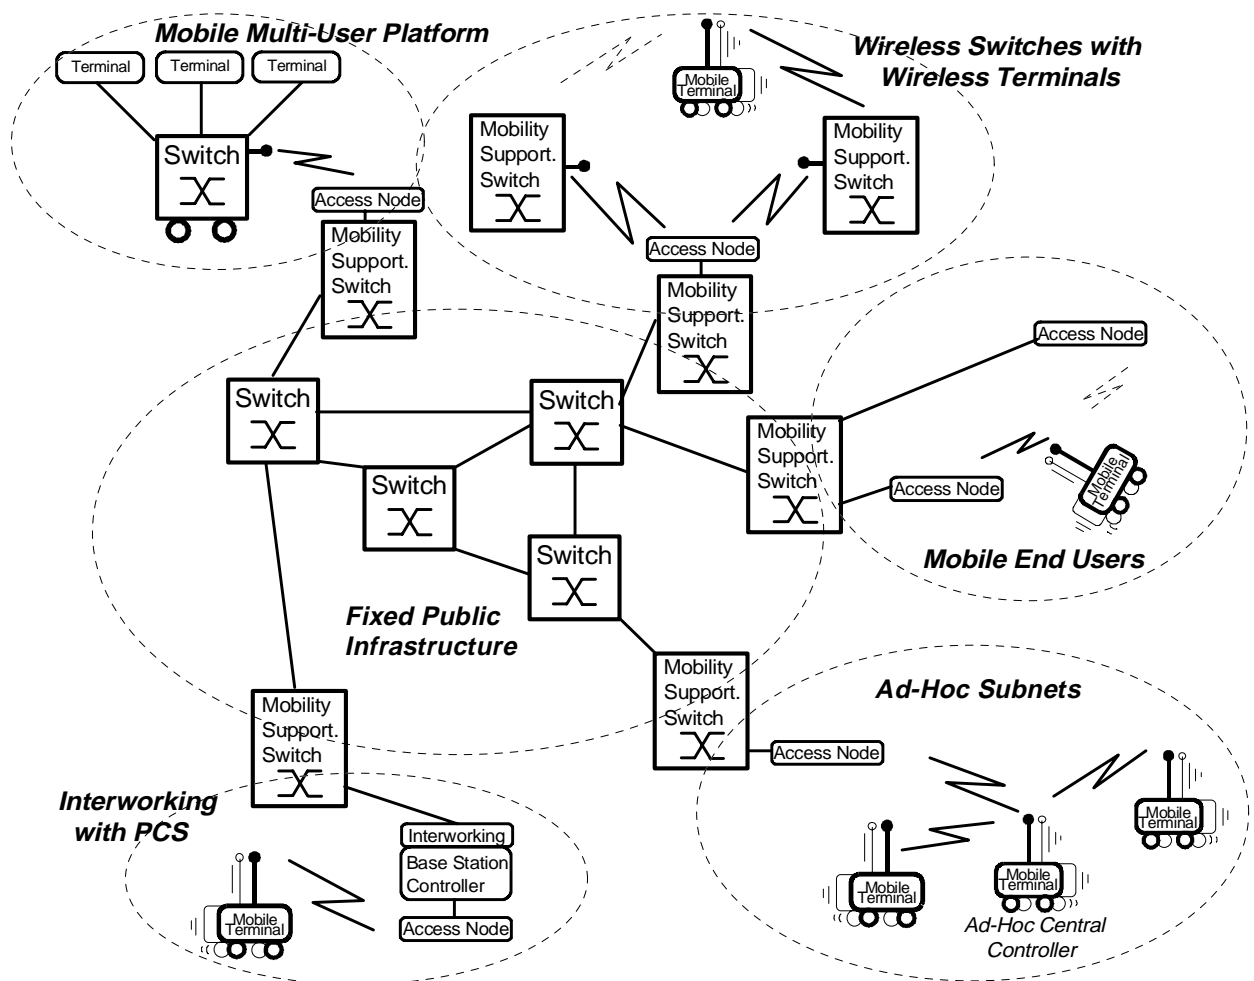 Mobile Multi-User Platform
Terminal
Terminal
Terminal
Switch
Access Node
Mobility
Support.
Switch
Wireless Switches with
Wireless Terminals
Mobile
Terminal
Mobility
Support.
Switch
Mobility
Support.
Switch
Access Node
Mobility
Support.
Switch
Access Node
Mobility
Support.
Switch
Access Node
Mobile
Terminal
Mobile End Users
Switch
Switch
Switch
Switch
Fixed Public
Infrastructure
Mobility
Support.
Switch
Access Node
Ad-Hoc Subnets
Mobile
Terminal
Mobile
Terminal
Mobile
Terminal
Ad-Hoc Central
Controller
Mobility
Support.
Switch
Interworking
with PCS
Interworking
Base Station
Controller
Access Node
Mobile
Terminal